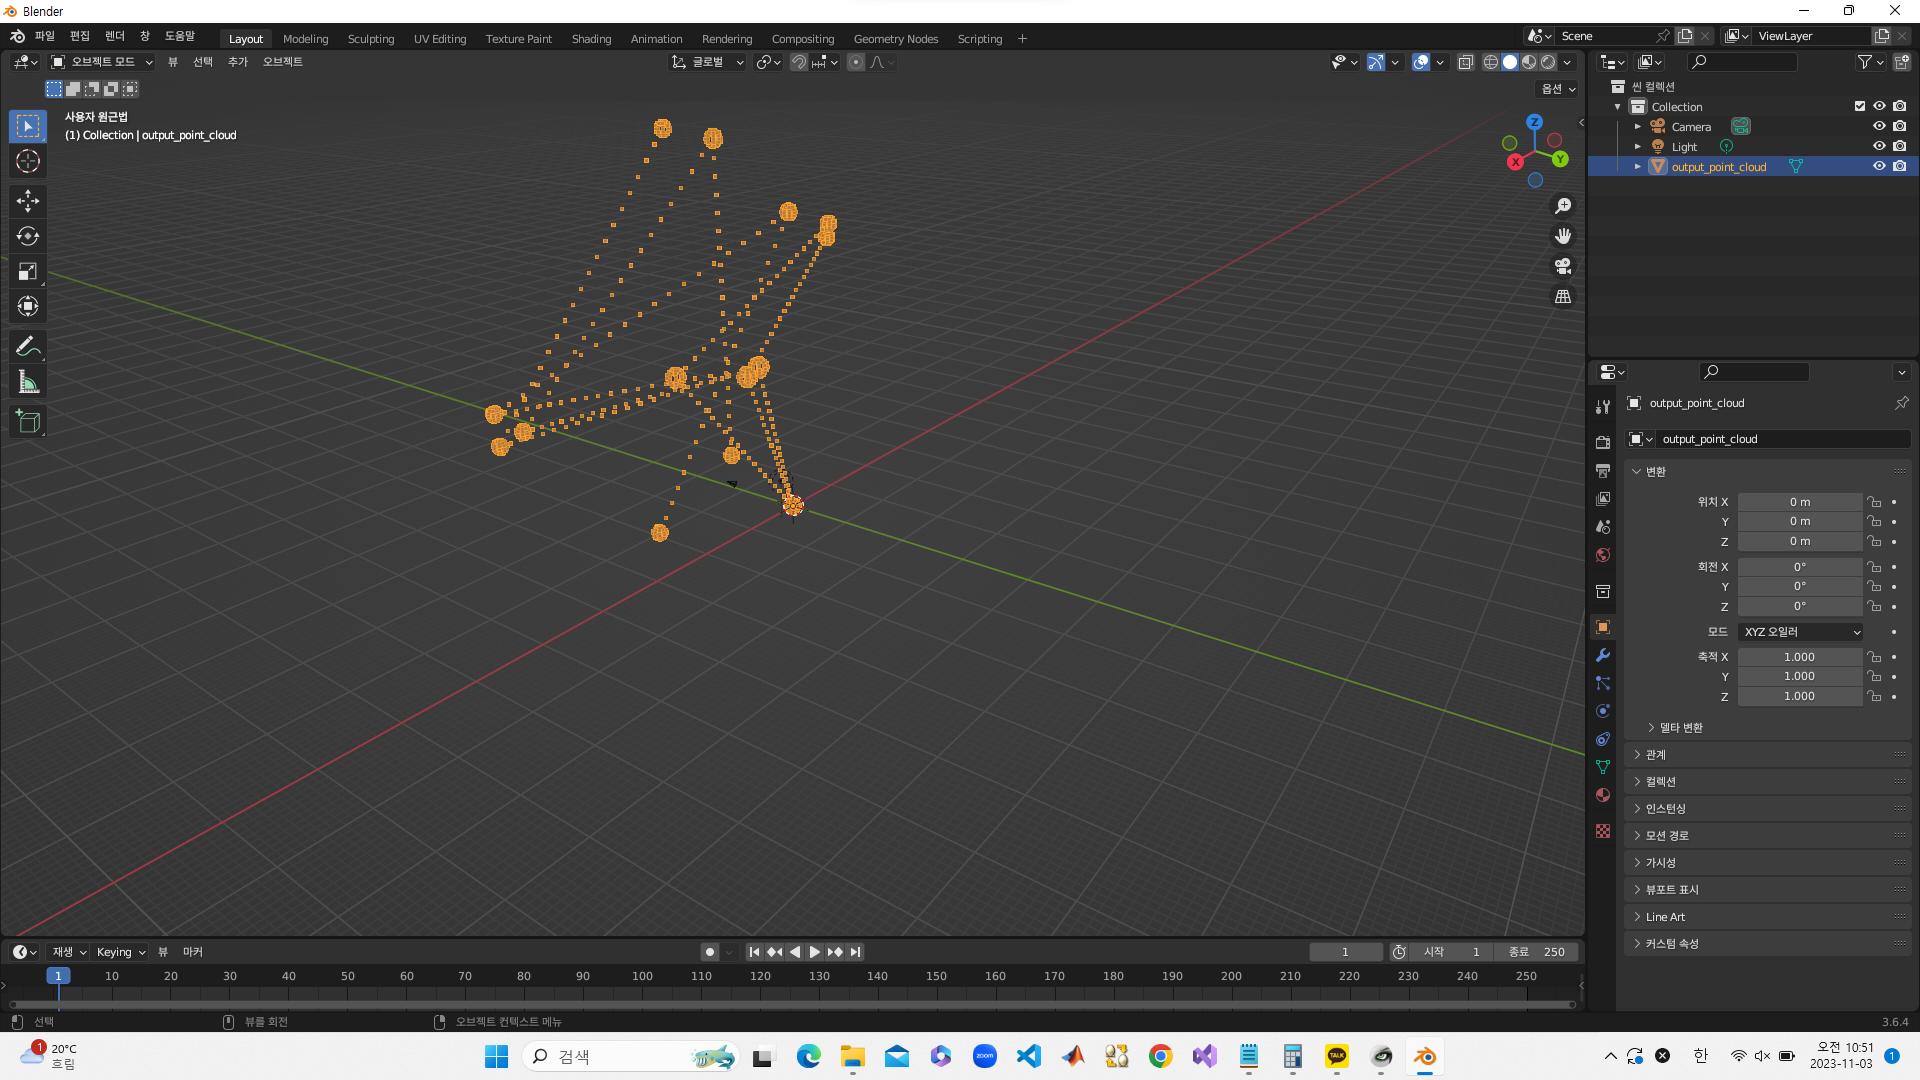 Blender
파일 편집 렌더 창 도움말 Layout Modeling Sculpting UV Editing Texture Paint Shading Animation Rendering Compositing Geometry Nodes Scripting + Scene ViewLayer
오브젝트 모드 뷰 선택 추가 오브젝트 글로벌
옵션
사용자 원근법
(1) Collection | output_point_cloud
Z
X
Y
씬 컬렉션
Collection
Camera
Light
output_point_cloud
output_point_cloud
output_point_cloud
변환
위치 X 0 m
Y 0 m
Z 0 m
회전 X 0°
Y 0°
Z 0°
모드 XYZ 오일러
축적 X 1.000
Y 1.000
Z 1.000
델타 변환
관계
컬렉션
인스턴싱
모션 경로
가시성
뷰포트 표시
Line Art
커스텀 속성
재생 Keying 뷰 마커 1 시작 1 종료 250
1 10 20 30 40 50 60 70 80 90 100 110 120 130 140 150 160 170 180 190 200 210 220 230 240 250
선택 뷰를 회전 오브젝트 컨텍스트 메뉴 3.6.4
1 20°C
흐림
검색
zoom
TALK
한
오전 10:51
2023-11-03
1